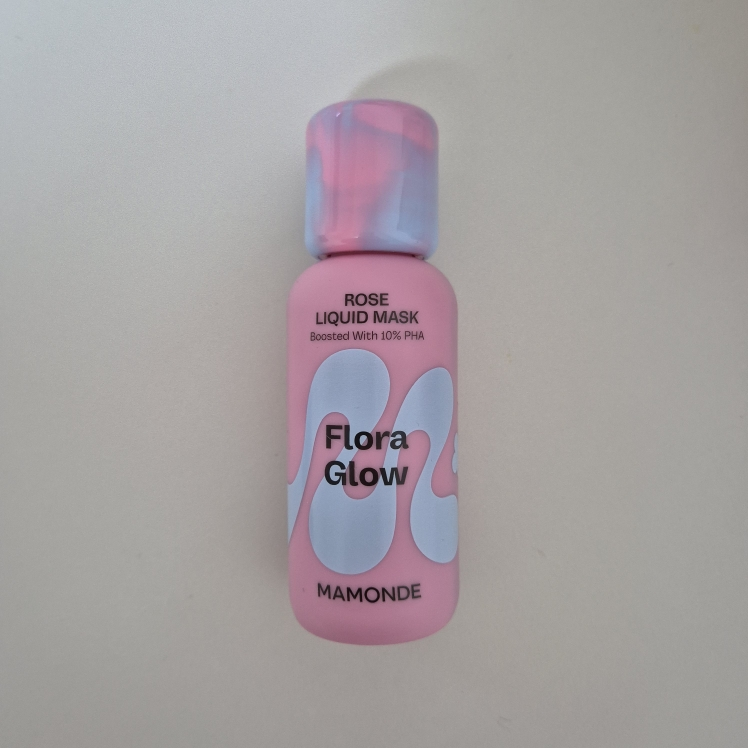 ROSE
LIQUID MASK
Boosted With 10% PHA
Flora
Glow
MAMONDE